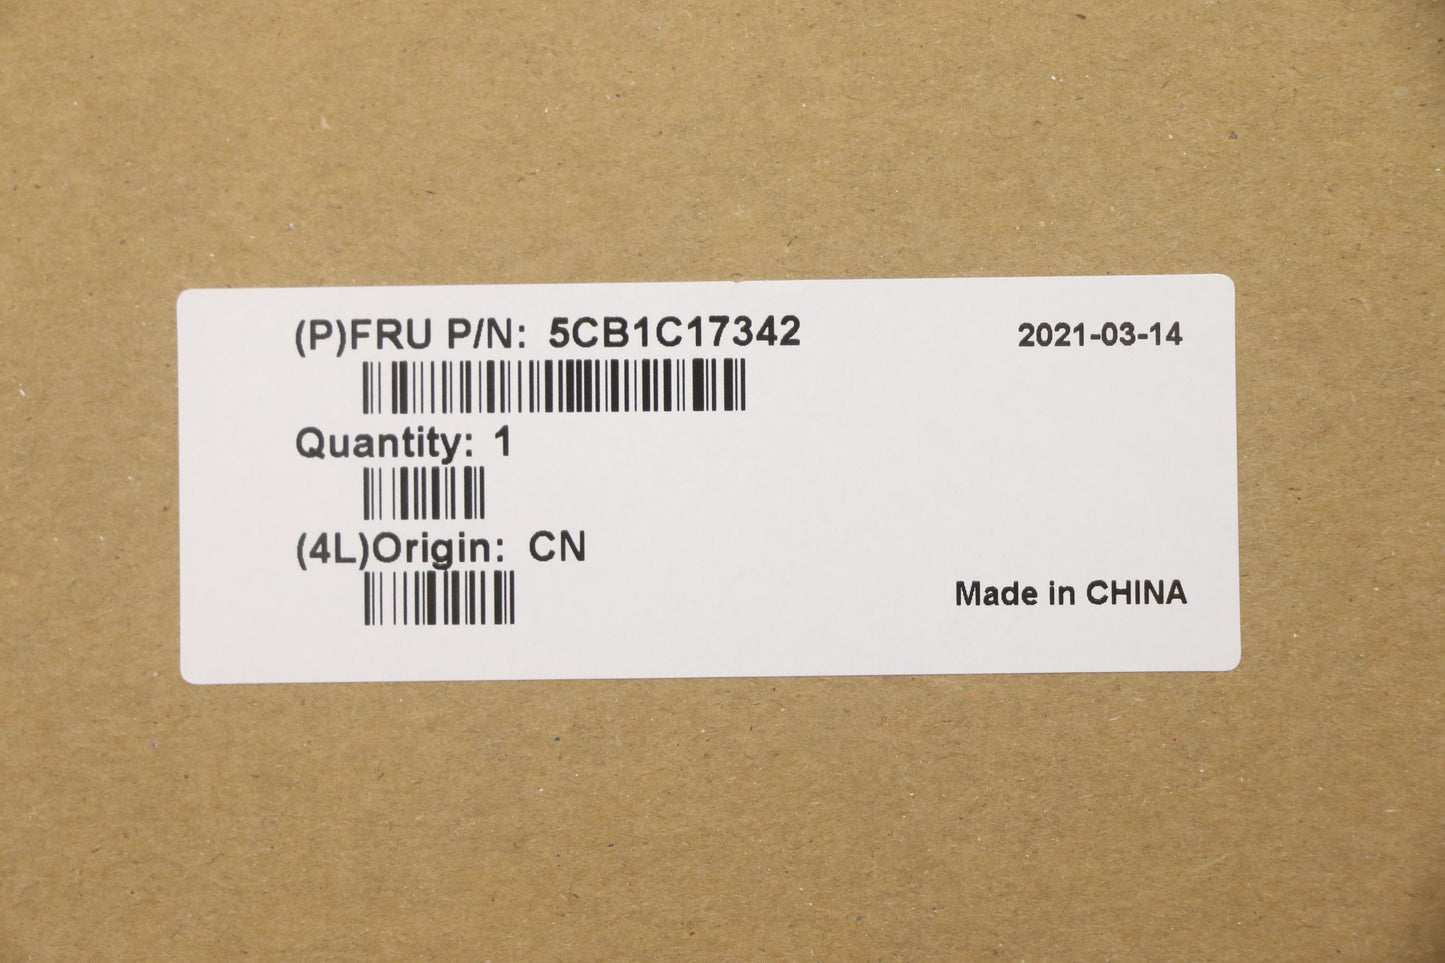 (P)FRU P/N: 5CB1C17342 2021-03-14
Quantity: 1
(4L)Origin: CN
Made in CHINA